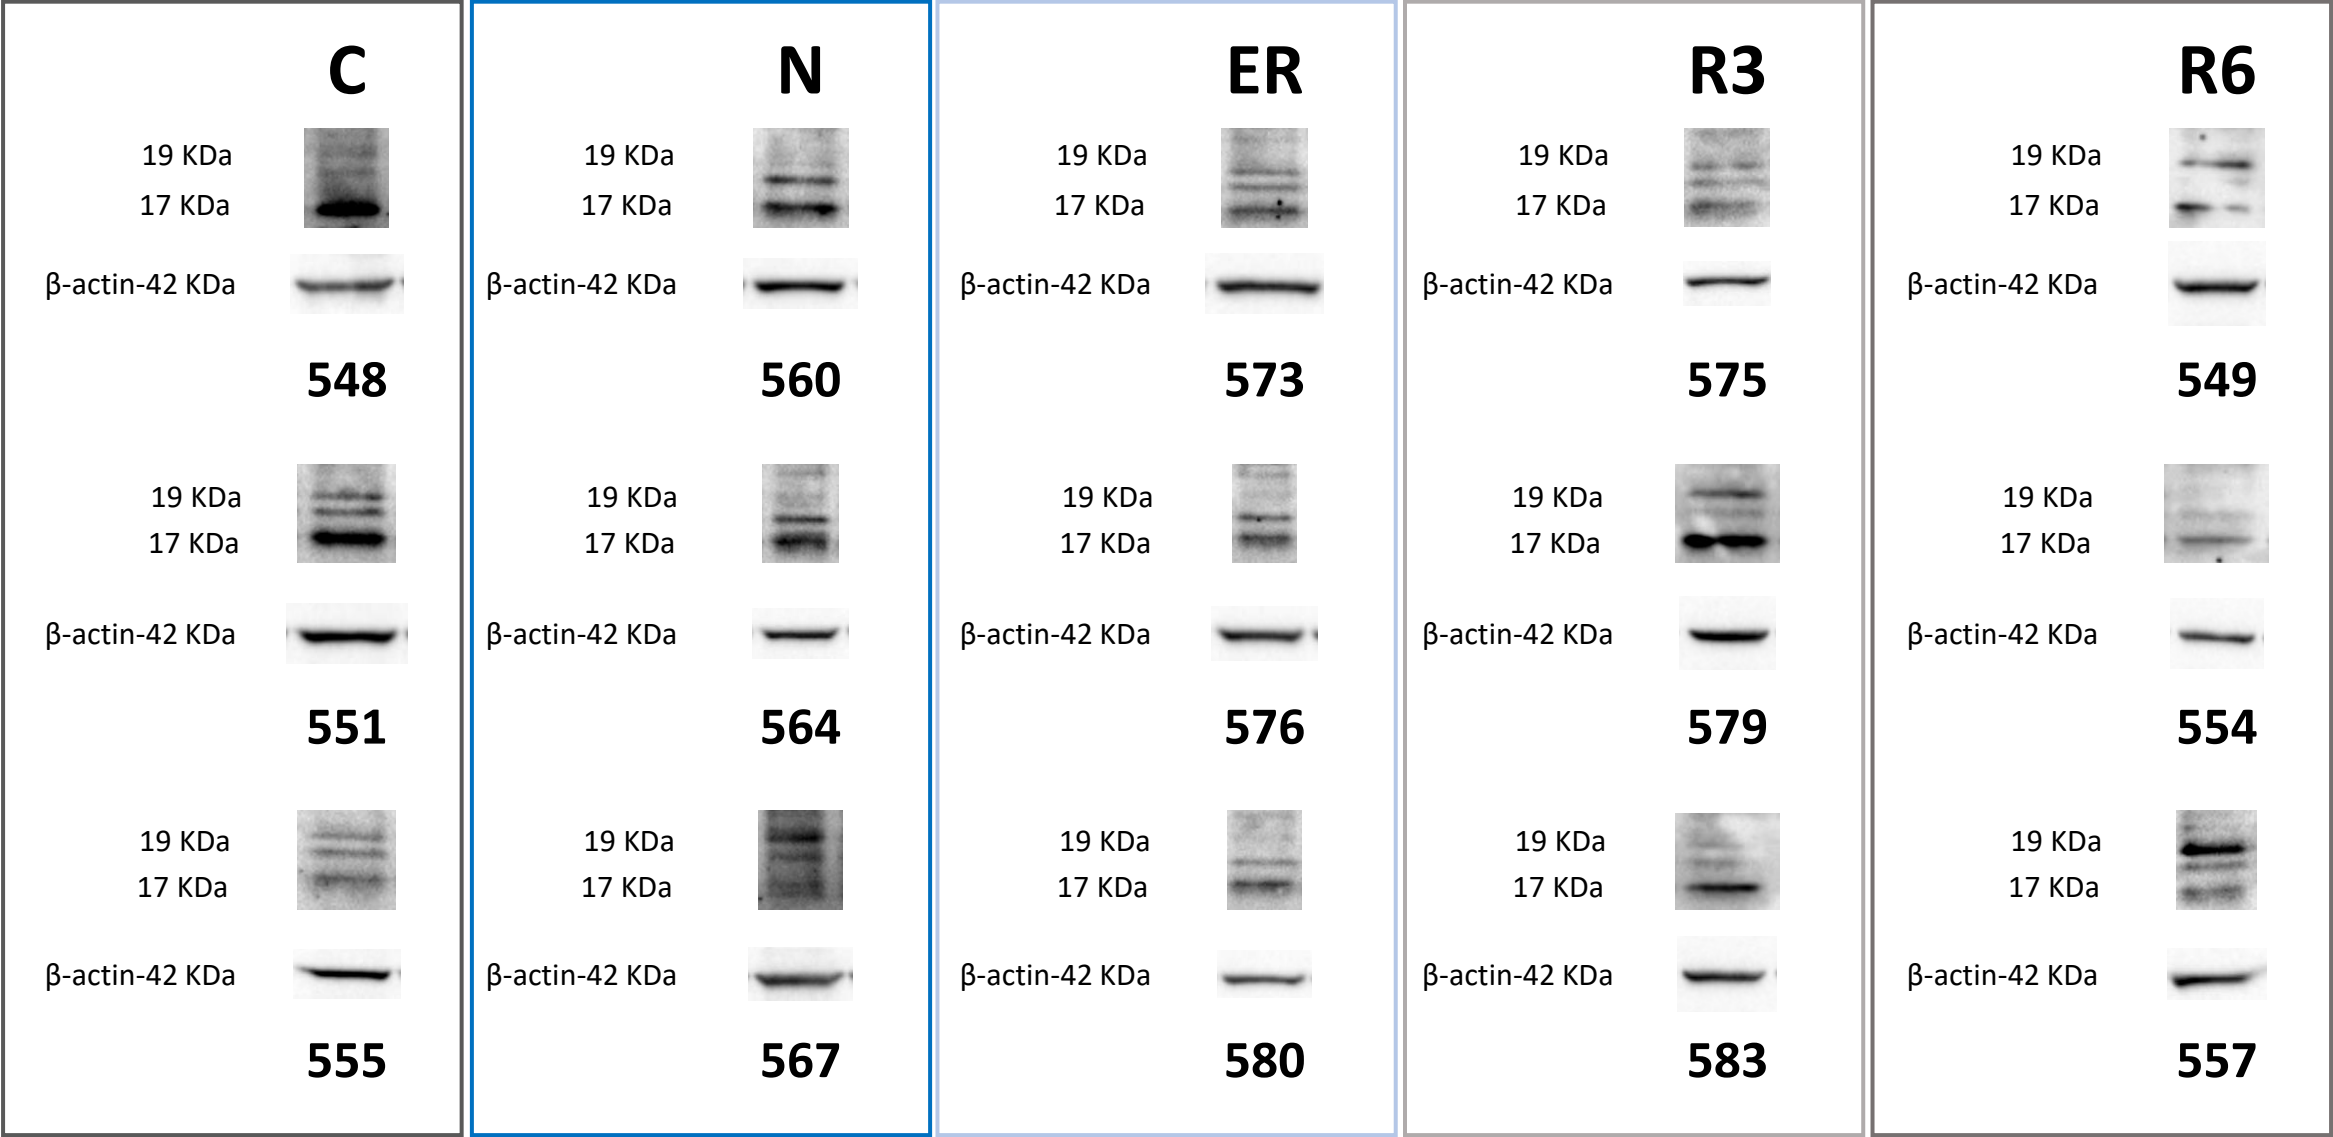 C
19 KDa
17 KDa
β-actin-42 KDa
548
19 KDa
17 KDa
β-actin-42 KDa
551
19 KDa
17 KDa
β-actin-42 KDa
555
N
19 KDa
17 KDa
β-actin-42 KDa
560
19 KDa
17 KDa
β-actin-42 KDa
564
19 KDa
17 KDa
β-actin-42 KDa
567
ER
19 KDa
17 KDa
β-actin-42 KDa
573
19 KDa
17 KDa
β-actin-42 KDa
576
19 KDa
17 KDa
β-actin-42 KDa
580
R3
19 KDa
17 KDa
β-actin-42 KDa
575
19 KDa
17 KDa
β-actin-42 KDa
579
19 KDa
17 KDa
β-actin-42 KDa
583
R6
19 KDa
17 KDa
β-actin-42 KDa
549
19 KDa
17 KDa
β-actin-42 KDa
554
19 KDa
17 KDa
β-actin-42 KDa
557